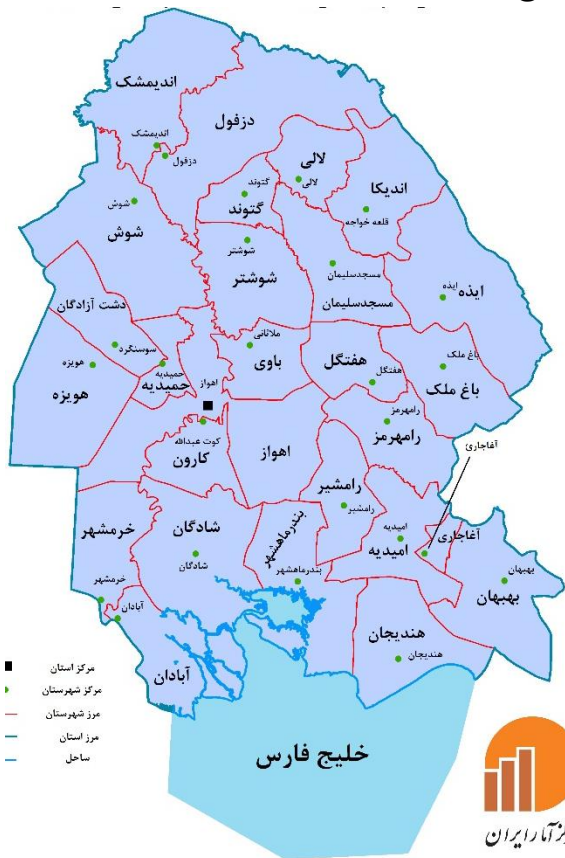 اندیمشک
دزفول
اندیمشک
دزفول
لالی
لالی
اندیکا
قلعه خواجه
گتوند
گتوند
شوش
شوش
شوشتر
شوشتر
مسجدسلیمان
مسجدسلیمان
ایذه
ایذه
دشت آزادگان
سوسنگرد
هویزه
هویزه
حمیدیه
حمیدیه
اهواز
ملاثانی
باوی
هفتگل
هفتگل
باغ ملک
باغ ملک
رامهرمز
رامهرمز
کوت عبدالله
کارون
اهواز
رامشیر
رامشیر
آغاجاری
آغاجاری
امیدیه
امیدیه
خرمشهر
خرمشهر
شادگان
شادگان
بندرماهشهر
بندرماهشهر
بهبهان
بهبهان
آبادان
آبادان
هندیجان
هندیجان
خلیج فارس
مرکز استان
مرکز شهرستان
مرز شهرستان
مرز استان
ساحل
آمار ایران